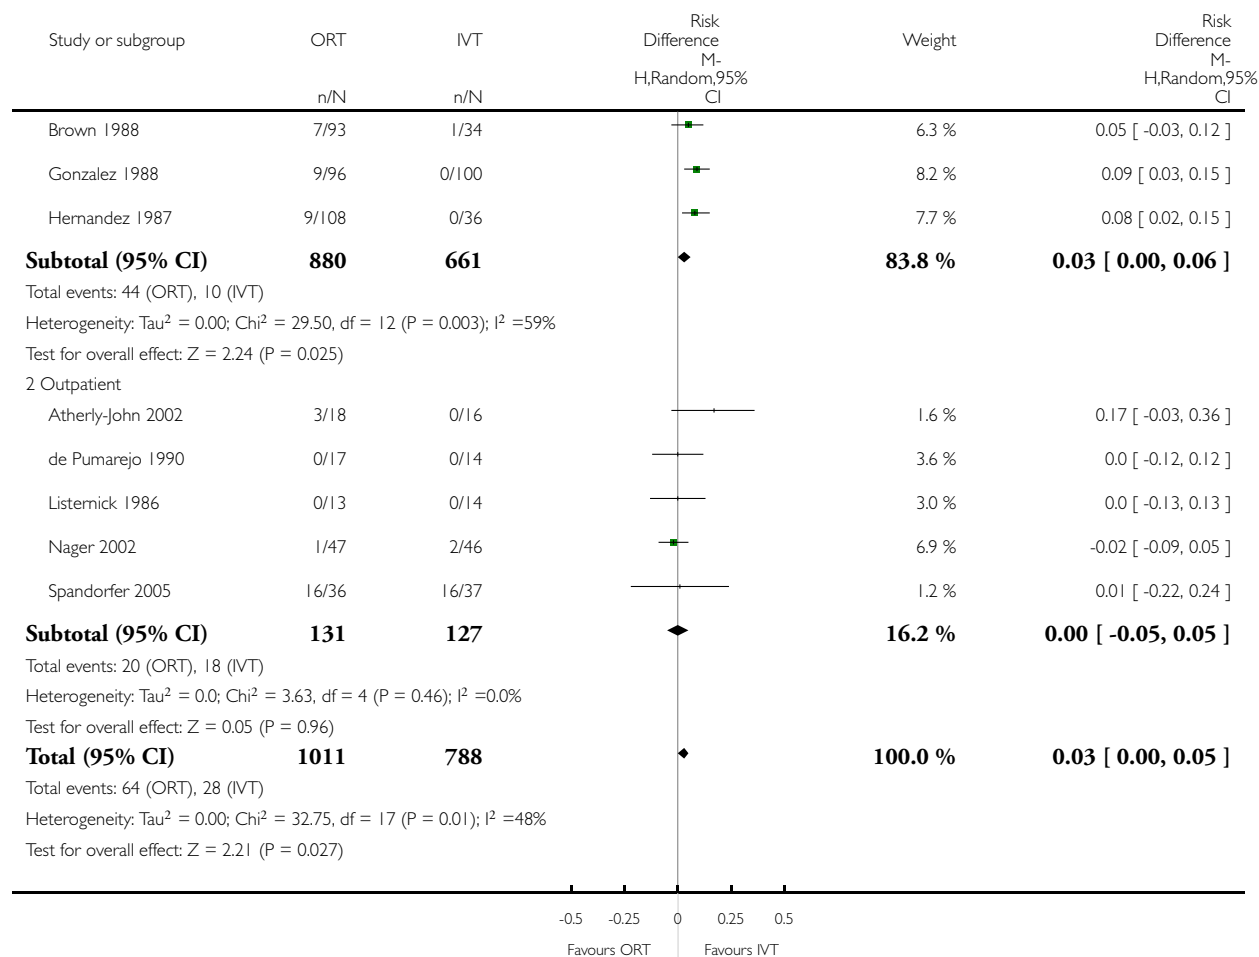 Study or subgroup ORT IVT Risk Difference Weight Risk Difference
n/N n/N M-H,Random,95% CI M-H,Random,95% CI
Brown 1988 7/93 1/34 6.3 % 0.05 [ -0.03, 0.12 ]
Gonzalez 1988 9/96 0/100 8.2 % 0.09 [ 0.03, 0.15 ]
Hernandez 1987 9/108 0/36 7.7 % 0.08 [ 0.02, 0.15 ]
Subtotal (95% CI) 880 661 83.8 % 0.03 [ 0.00, 0.06 ]
Total events: 44 (ORT), 10 (IVT)
Heterogeneity: Tau² = 0.00; Chi² = 29.50, df = 12 (P = 0.003); I² =59%
Test for overall effect: Z = 2.24 (P = 0.025)
2 Outpatient
Atherly-John 2002 3/18 0/16 1.6 % 0.17 [ -0.03, 0.36 ]
de Pumarejo 1990 0/17 0/14 3.6 % 0.0 [ -0.12, 0.12 ]
Listernick 1986 0/13 0/14 3.0 % 0.0 [ -0.13, 0.13 ]
Nager 2002 1/47 2/46 6.9 % -0.02 [ -0.09, 0.05 ]
Spandorfer 2005 16/36 16/37 1.2 % 0.01 [ -0.22, 0.24 ]
Subtotal (95% CI) 131 127 16.2 % 0.00 [ -0.05, 0.05 ]
Total events: 20 (ORT), 18 (IVT)
Heterogeneity: Tau² = 0.0; Chi² = 3.63, df = 4 (P = 0.46); I² =0.0%
Test for overall effect: Z = 0.05 (P = 0.96)
Total (95% CI) 1011 788 100.0 % 0.03 [ 0.00, 0.05 ]
Total events: 64 (ORT), 28 (IVT)
Heterogeneity: Tau² = 0.00; Chi² = 32.75, df = 17 (P = 0.01); I² =48%
Test for overall effect: Z = 2.21 (P = 0.027)
-0.5 -0.25 0 0.25 0.5
Favours ORT Favours IVT